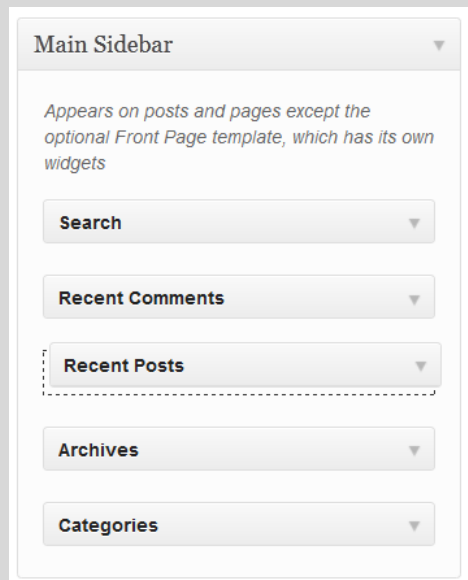 Main Sidebar
Appears on posts and pages except the
optional Front Page template, which has its own
widgets
Search
Recent Comments
Recent Posts
Archives
Categories